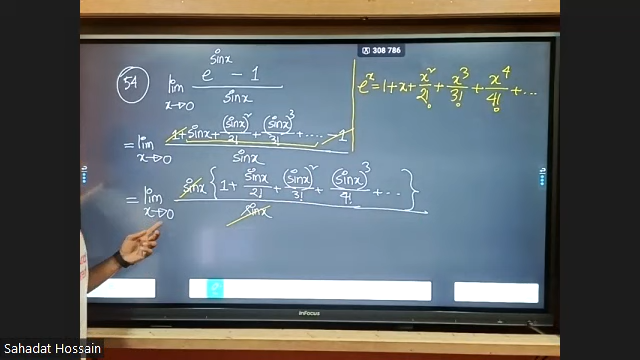 308 786
54
lim x→0 (e^sinx − 1) / sinx
e^x = 1 + x + x²/2! + x³/3! + x⁴/4! + ...
= lim x→0 (1 + sinx + (sinx)²/2! + (sinx)³/3! + .... − 1) / sinx
= lim x→0 sinx {1 + sinx/2! + (sinx)²/3! + (sinx)³/4! + ..} / sinx
InFocus
Sahadat Hossain